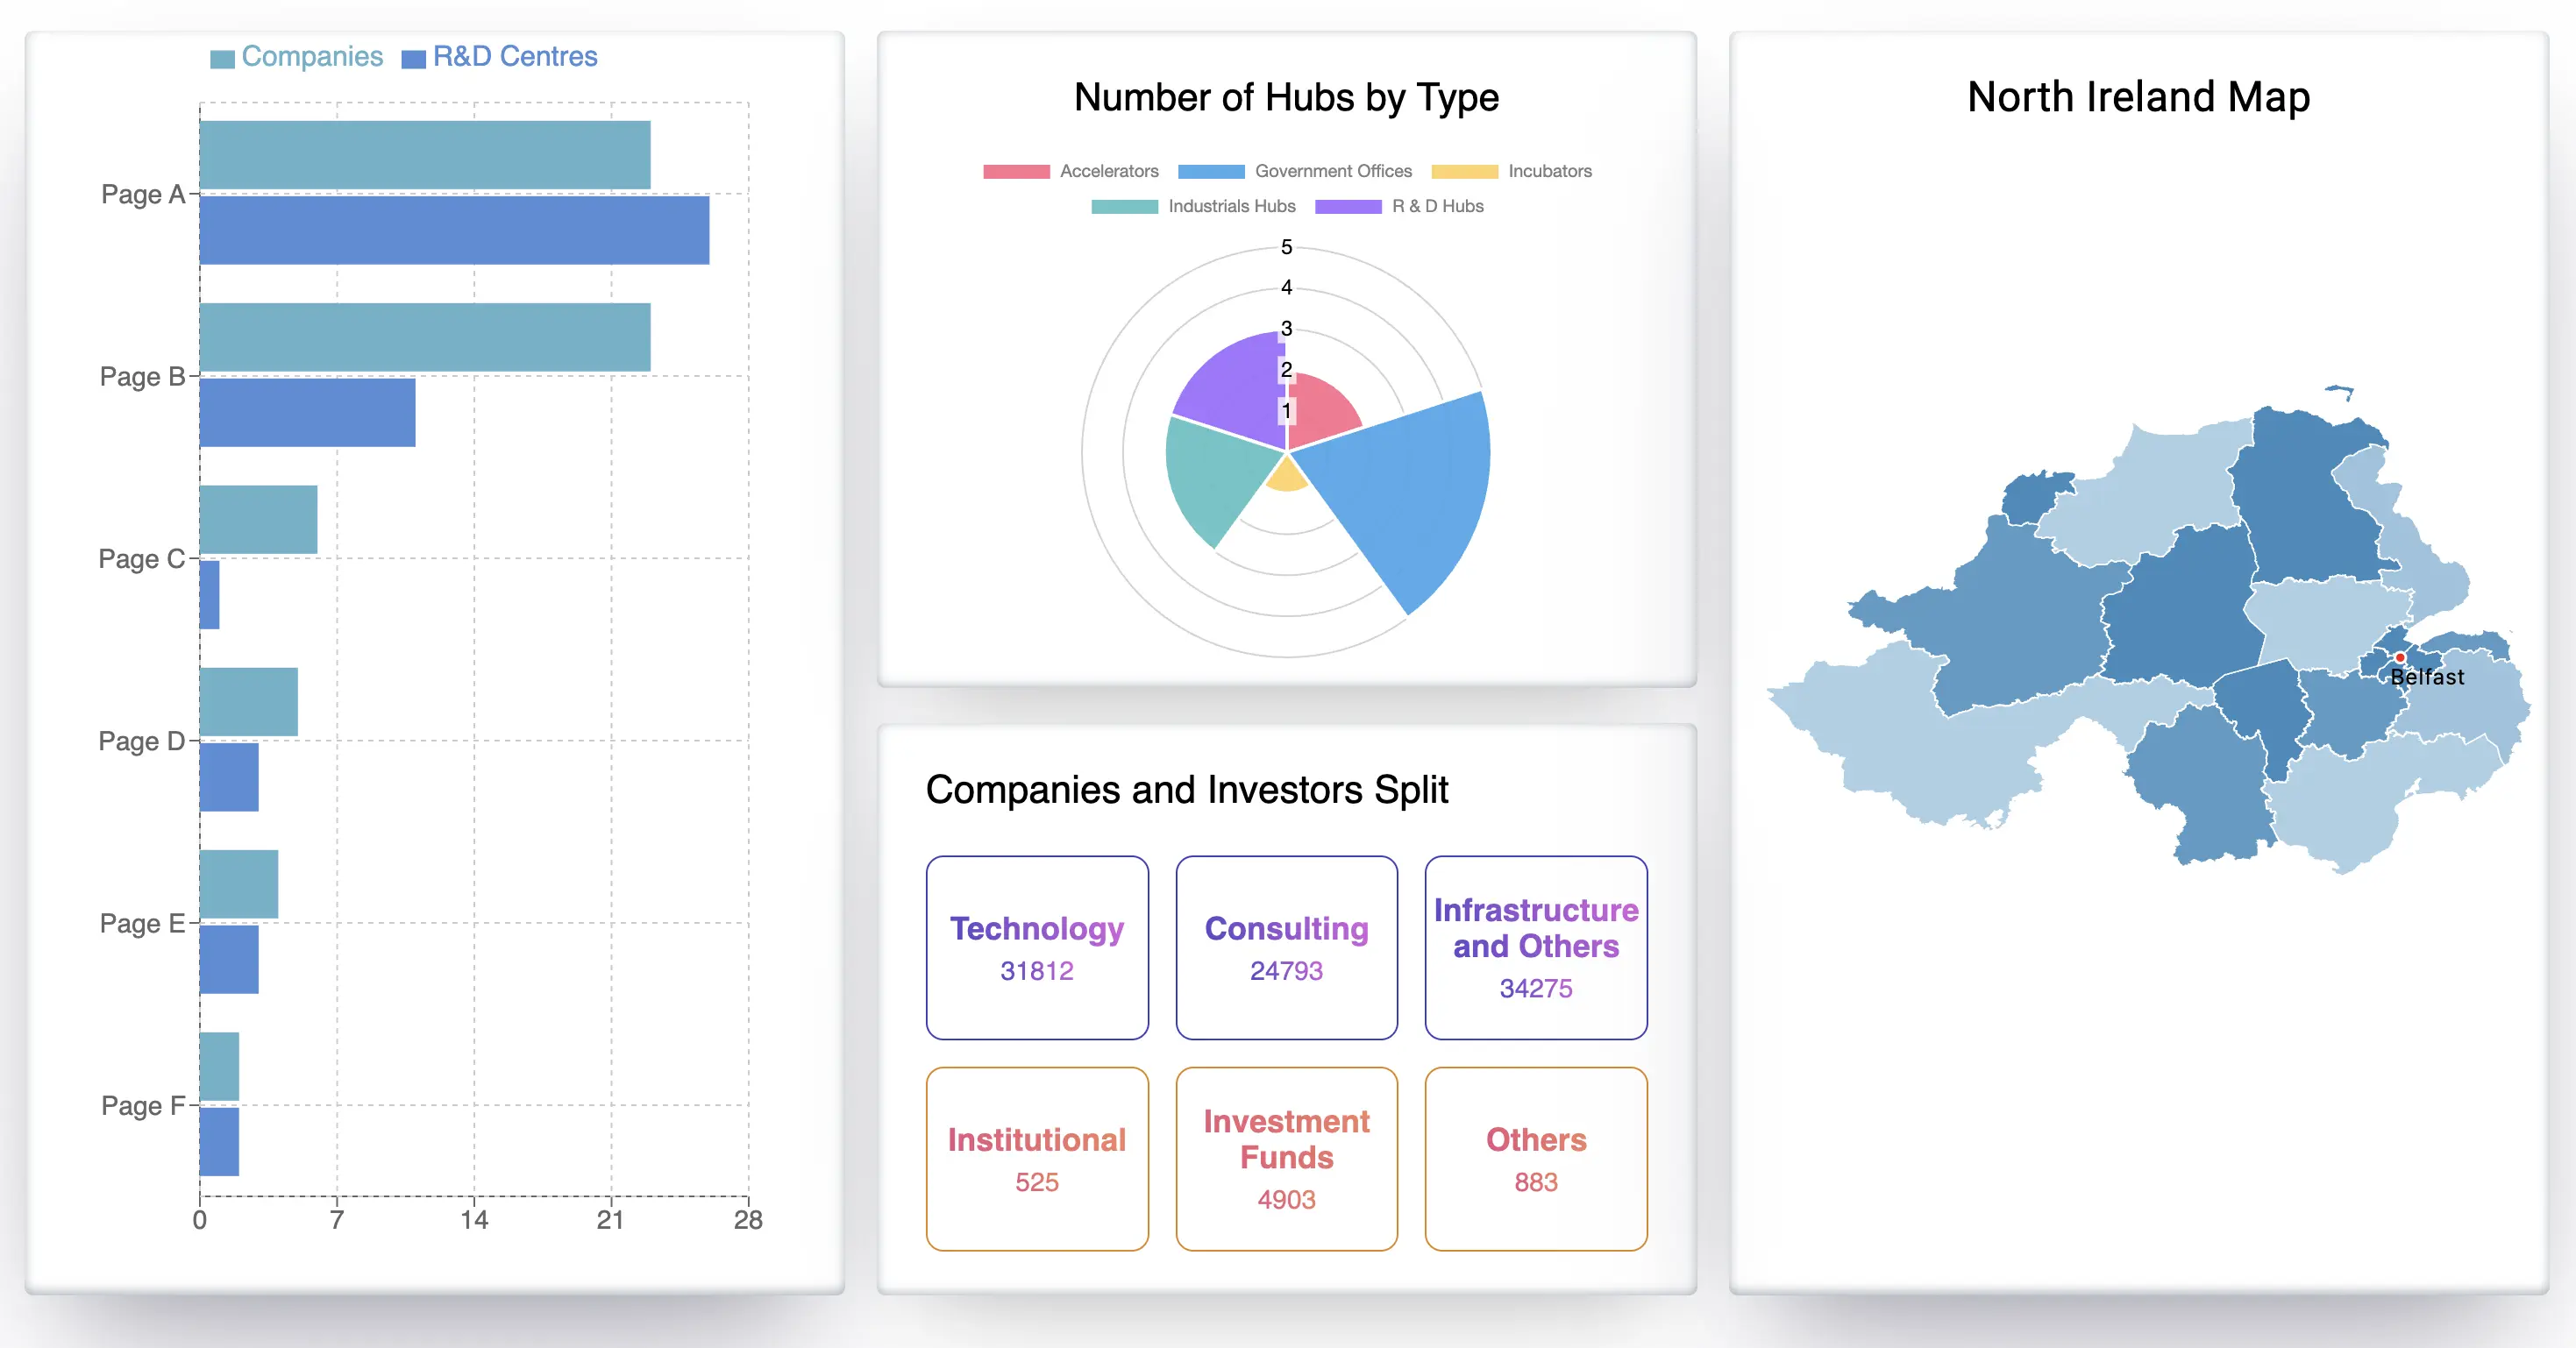 Companies R&D Centres
Page A
Page B
Page C
Page D
Page E
Page F
0 7 14 21 28
Number of Hubs by Type
Accelerators Government Offices Incubators
Industrials Hubs R & D Hubs
5
4
3
2
1
Companies and Investors Split
Technology
31812
Consulting
24793
Infrastructure
and Others
34275
Institutional
525
Investment
Funds
4903
Others
883
North Ireland Map
Belfast